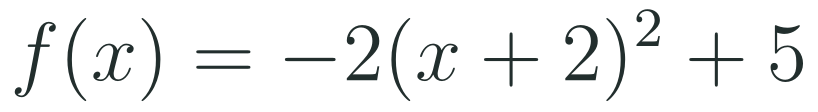 f(x) = −2(x + 2)² + 5